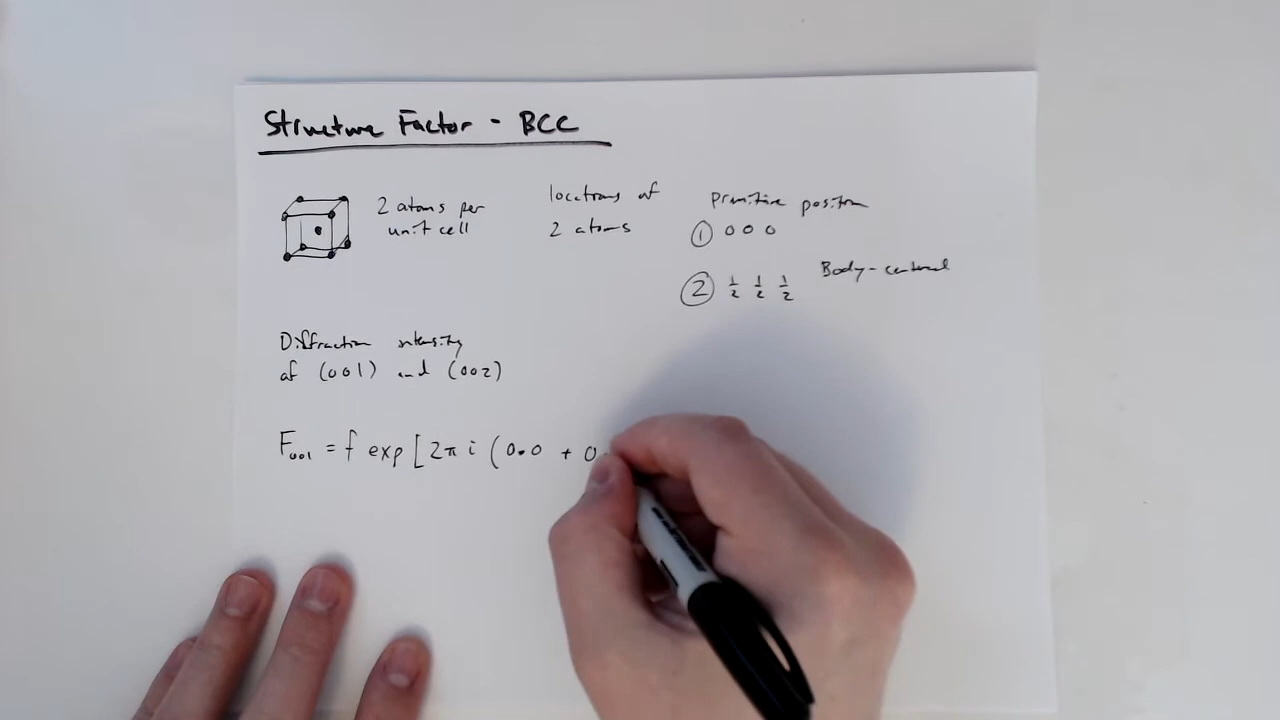 Structure Factor - BCC
2 atoms per
unit cell
locations of
2 atoms
primitive position
① 0 0 0
② 1/2 1/2 1/2 Body-centered
Diffraction intensity
of (001) and (002)
F₀₀₁ = f exp [2π i (0·0 + 0